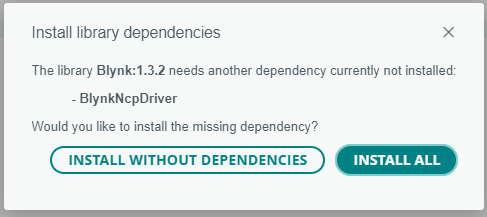 Install library dependencies
The library Blynk:1.3.2 needs another dependency currently not installed:
- BlynkNcpDriver
Would you like to install the missing dependency?
INSTALL WITHOUT DEPENDENCIES
INSTALL ALL